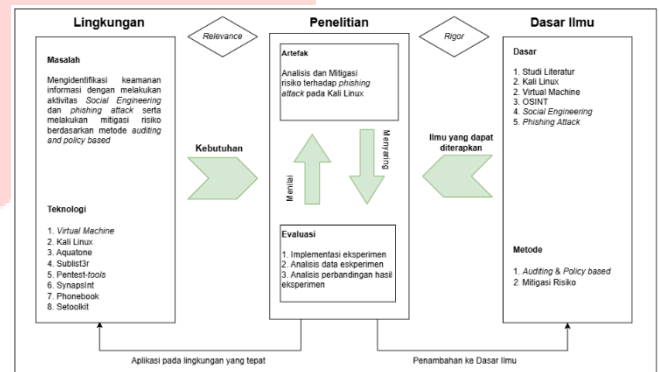 Lingkungan
Relevance
Penelitian
Rigor
Dasar Ilmu
Masalah
Mengidentifikasi keamanan
informasi dengan melakukan
aktivitas Social Engineering
dan phishing attack serta
melakukan mitigasi risiko
berdasarkan metode auditing
and policy based
Teknologi
1. Virtual Machine
2. Kali Linux
3. Aquatone
4. Sublist3r
5. Pentest-tools
6. SynapsInt
7. Phonebook
8. Setoolkit
Kebutuhan
Artefak
Analisis dan Mitigasi
risiko terhadap phishing
attack pada Kali Linux
Menilai
Menyaring
Evaluasi
1. Implementasi eksperimen
2. Analisis data eskperimen
3. Analisis perbandingan hasil
eksperimen
Ilmu yang dapat
diterapkan
Dasar
1. Studi Literatur
2. Kali Linux
2. Virtual Machine
3. OSINT
4. Social Engineering
5. Phishing Attack
Metode
1. Auditing & Policy based
2. Mitigasi Risiko
Aplikasi pada lingkungan yang tepat
Penambahan ke Dasar Ilmu